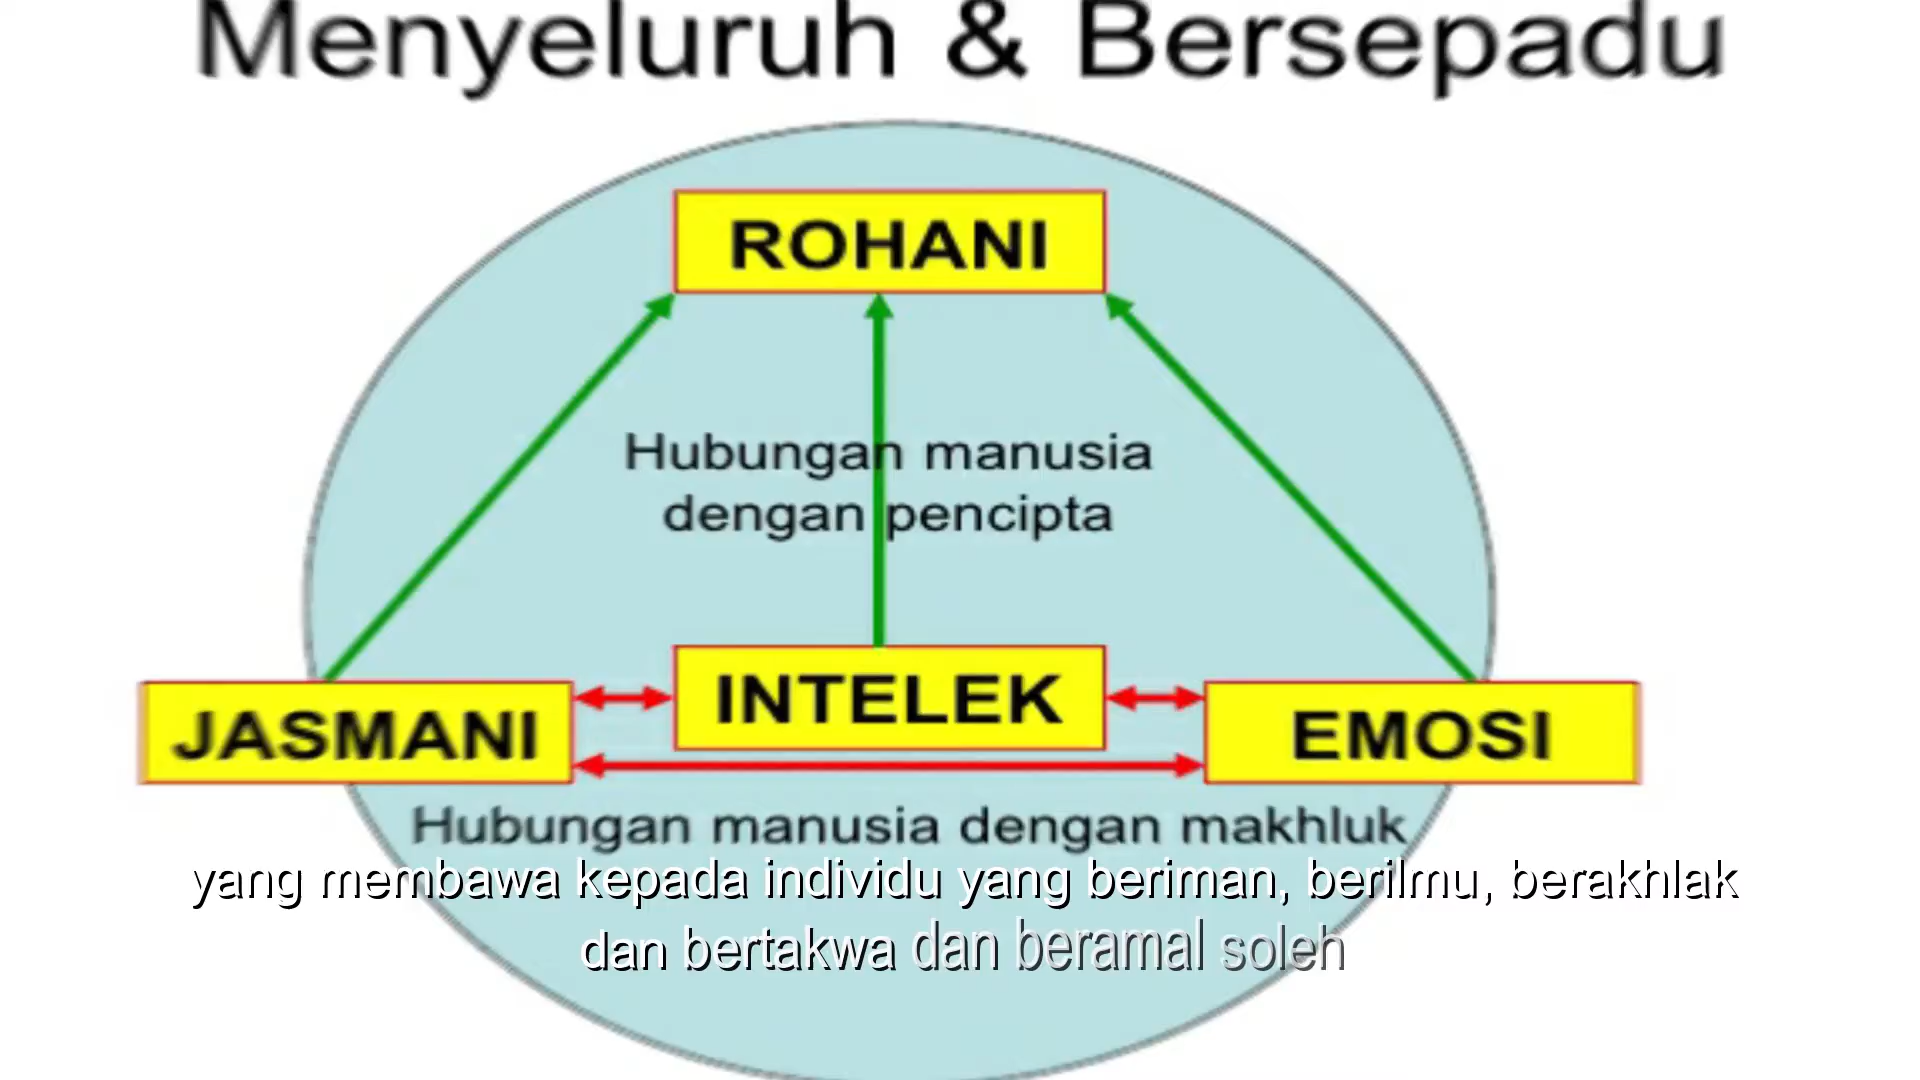 Menyeluruh & Bersepadu
ROHANI
Hubungan manusia
dengan pencipta
JASMANI
INTELEK
EMOSI
Hubungan manusia dengan makhluk
yang membawa kepada individu yang beriman, berilmu, berakhlak
dan bertakwa dan beramal soleh